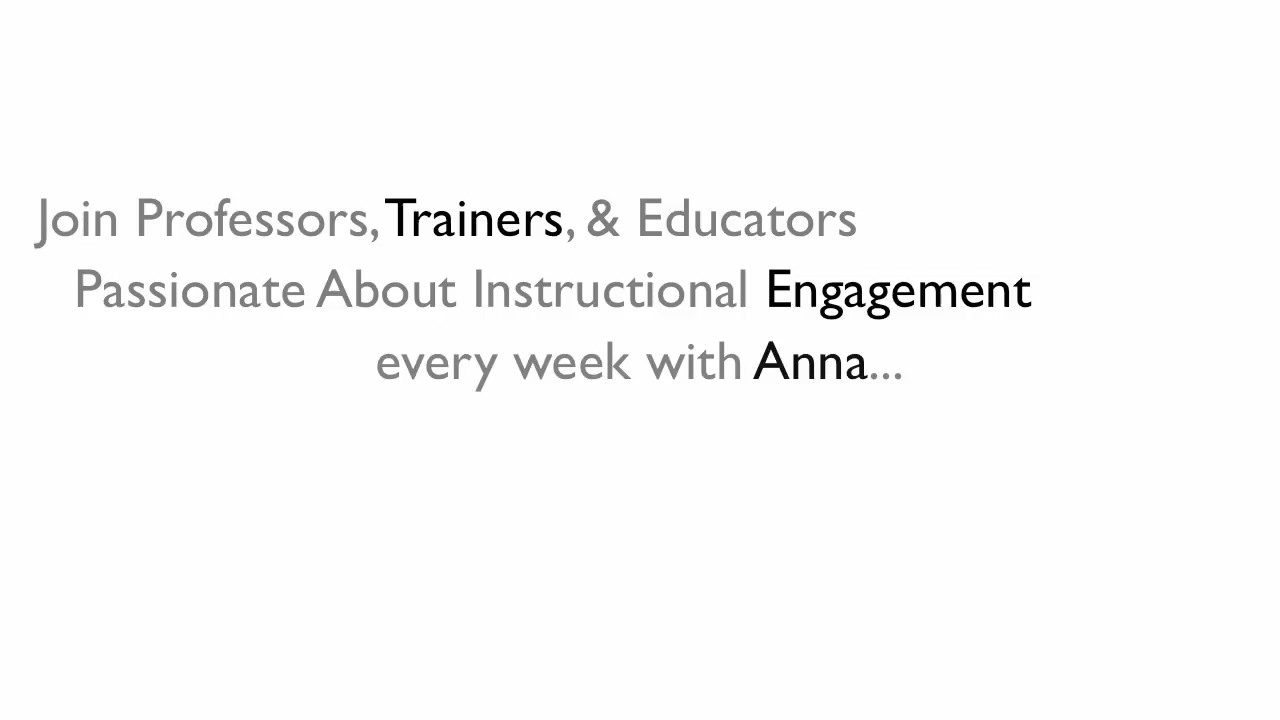 Join Professors, Trainers, & Educators
Passionate About Instructional Engagement
every week with Anna...